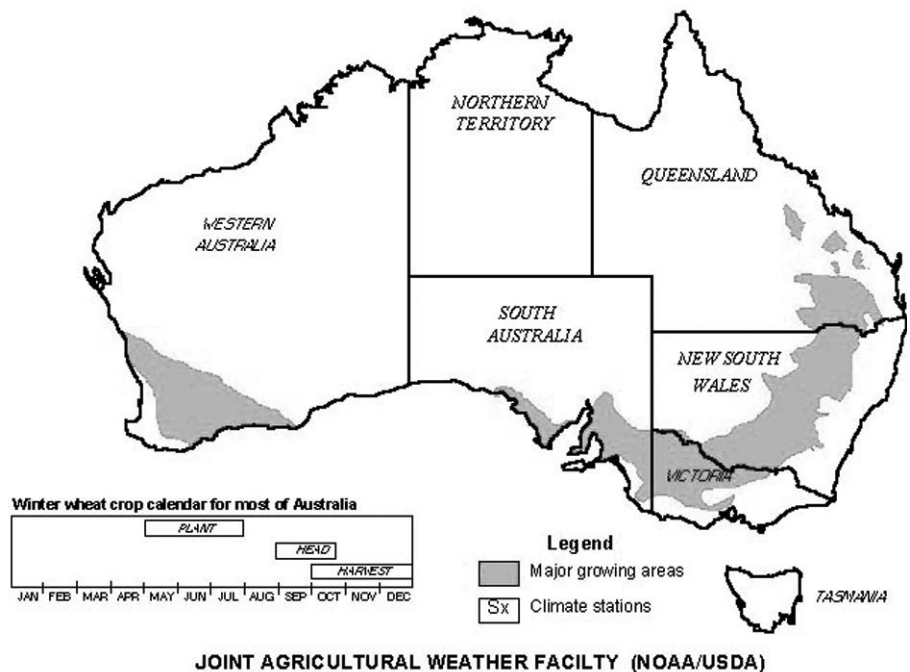 NORTHERN
TERRITORY
QUEENSLAND
WESTERN
AUSTRALIA
SOUTH
AUSTRALIA
NEW SOUTH
WALES
VICTORIA
Winter wheat crop calendar for most of Australia
PLANT
HEAD
HARVEST
JAN FEB MAR APR MAY JUN JUL AUG SEP OCT NOV DEC
Legend
Major growing areas
Sx Climate stations
TASMANIA
JOINT AGRICULTURAL WEATHER FACILTY (NOAA/USDA)